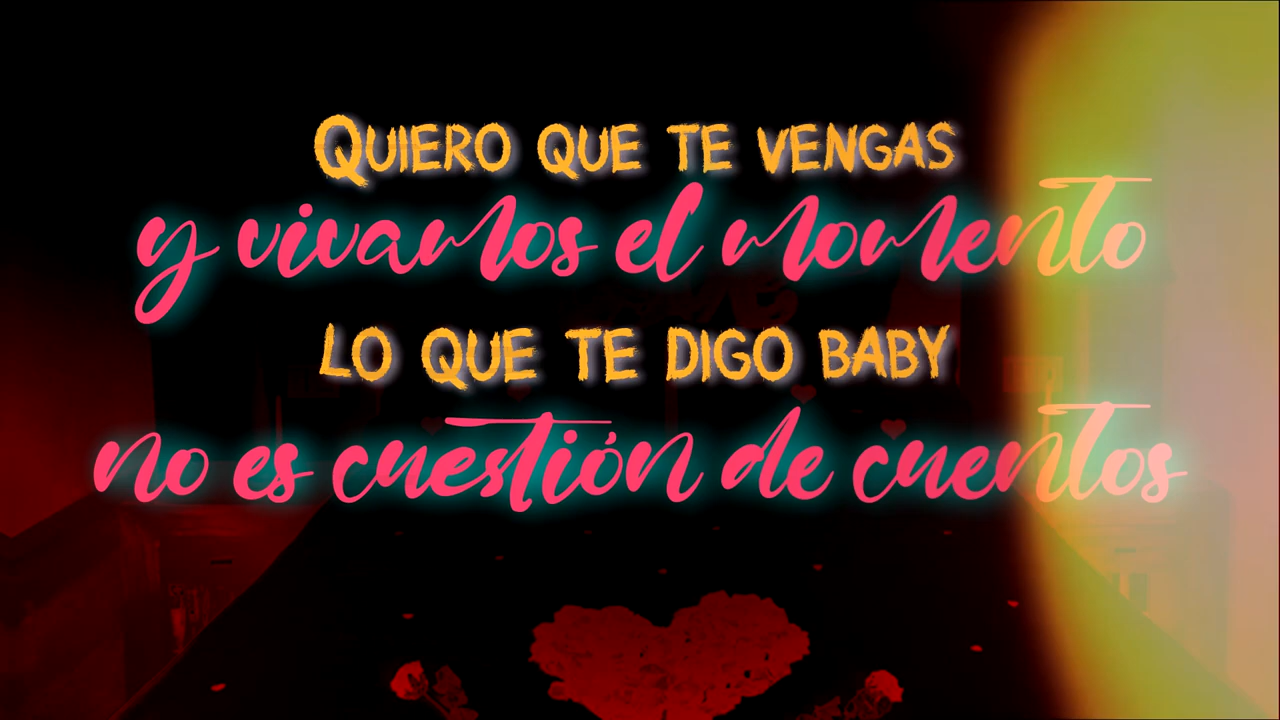 Quiero que te vengas
y vivamos el momento
lo que te digo baby
no es cuestión de cuentos